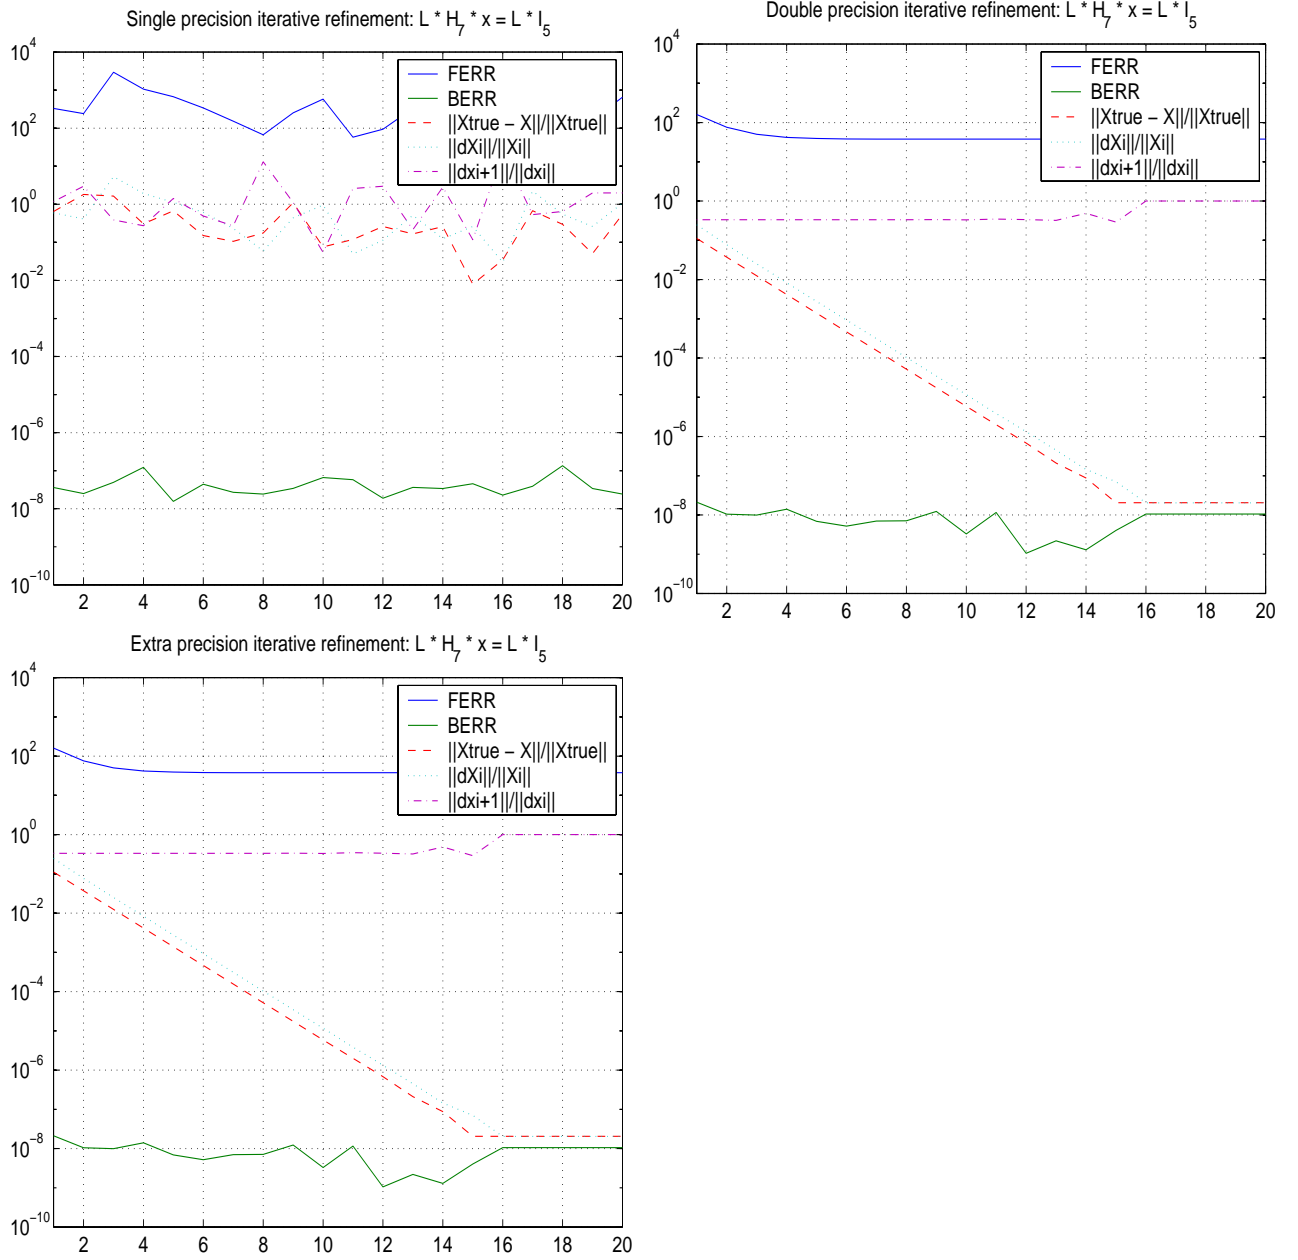 Single precision iterative refinement: L * H_7 * x = L * I_5
10^4
10^2
10^0
10^−2
10^−4
10^−6
10^−8
10^−10
2 4 6 8 10 12 14 16 18 20
FERR
BERR
||Xtrue − X||/||Xtrue||
||dXi||/||Xi||
||dxi+1||/||dxi||
Double precision iterative refinement: L * H_7 * x = L * I_5
10^4
10^2
10^0
10^−2
10^−4
10^−6
10^−8
10^−10
2 4 6 8 10 12 14 16 18 20
FERR
BERR
||Xtrue − X||/||Xtrue||
||dXi||/||Xi||
||dxi+1||/||dxi||
Extra precision iterative refinement: L * H_7 * x = L * I_5
10^4
10^2
10^0
10^−2
10^−4
10^−6
10^−8
10^−10
2 4 6 8 10 12 14 16 18 20
FERR
BERR
||Xtrue − X||/||Xtrue||
||dXi||/||Xi||
||dxi+1||/||dxi||